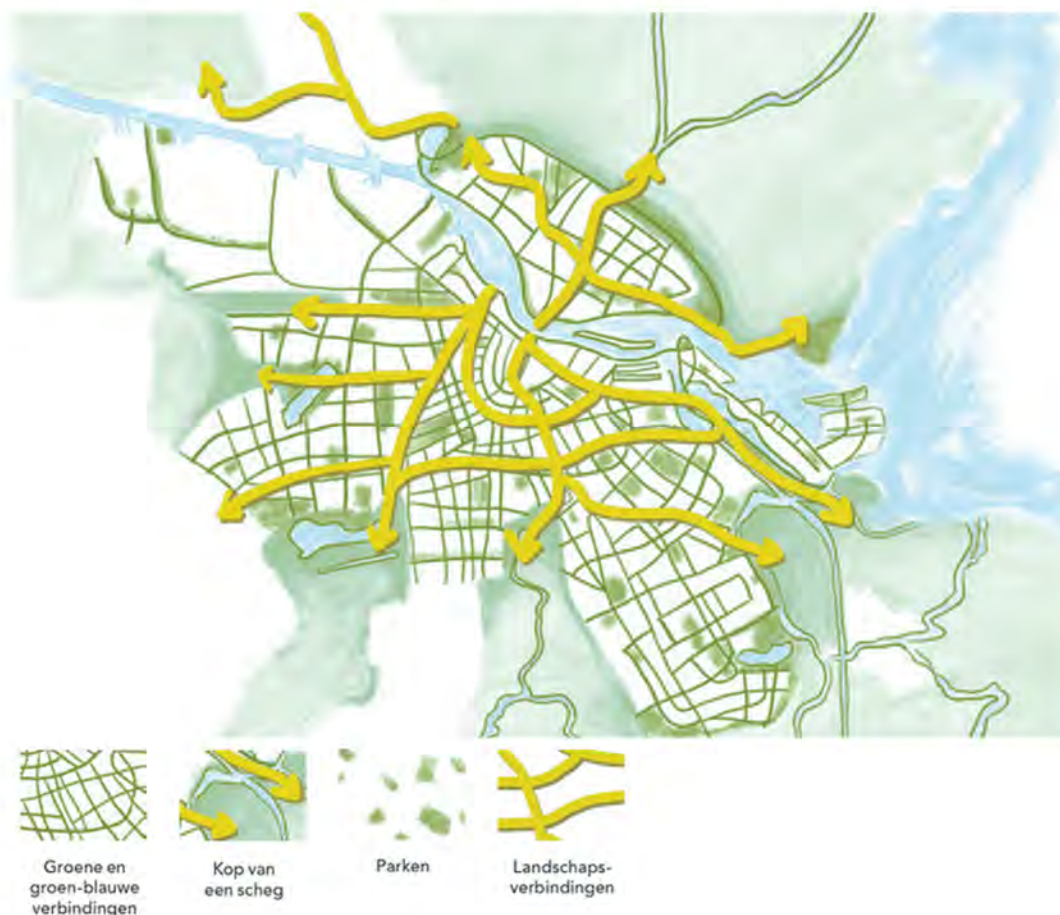 Groene en
groen-blauwe
verbindingen
Kop van
een scheg
Parken
Landschaps-
verbindingen